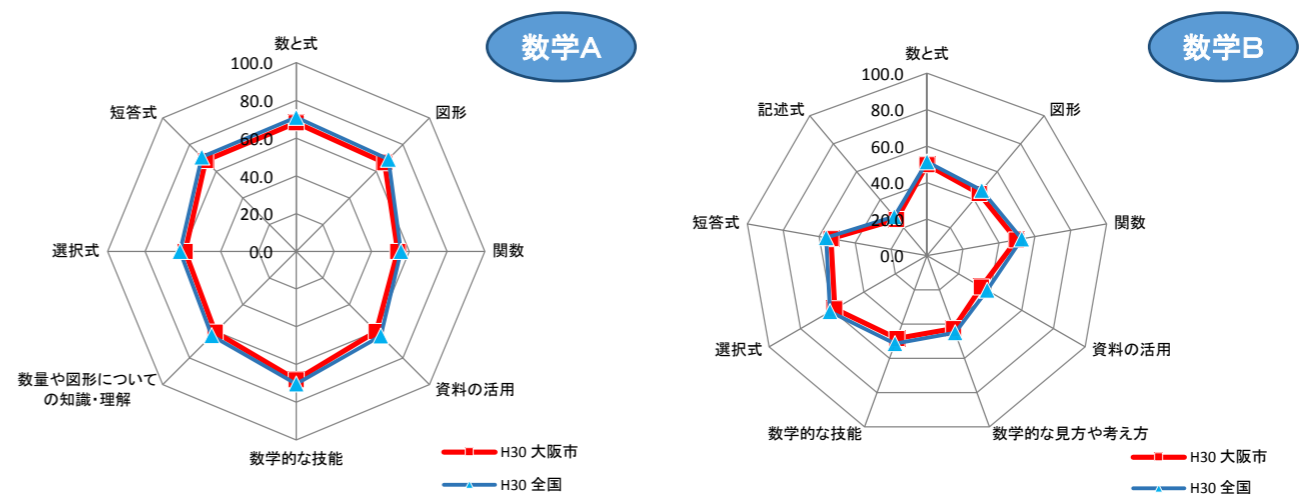 数学A
数と式
100.0
80.0
60.0
40.0
20.0
0.0
図形
関数
資料の活用
数学的な技能
数量や図形について
の知識・理解
選択式
短答式
H30 大阪市
H30 全国
数学B
数と式
100.0
80.0
60.0
40.0
20.0
0.0
図形
関数
資料の活用
数学的な見方や考え方
数学的な技能
選択式
短答式
記述式
H30 大阪市
H30 全国